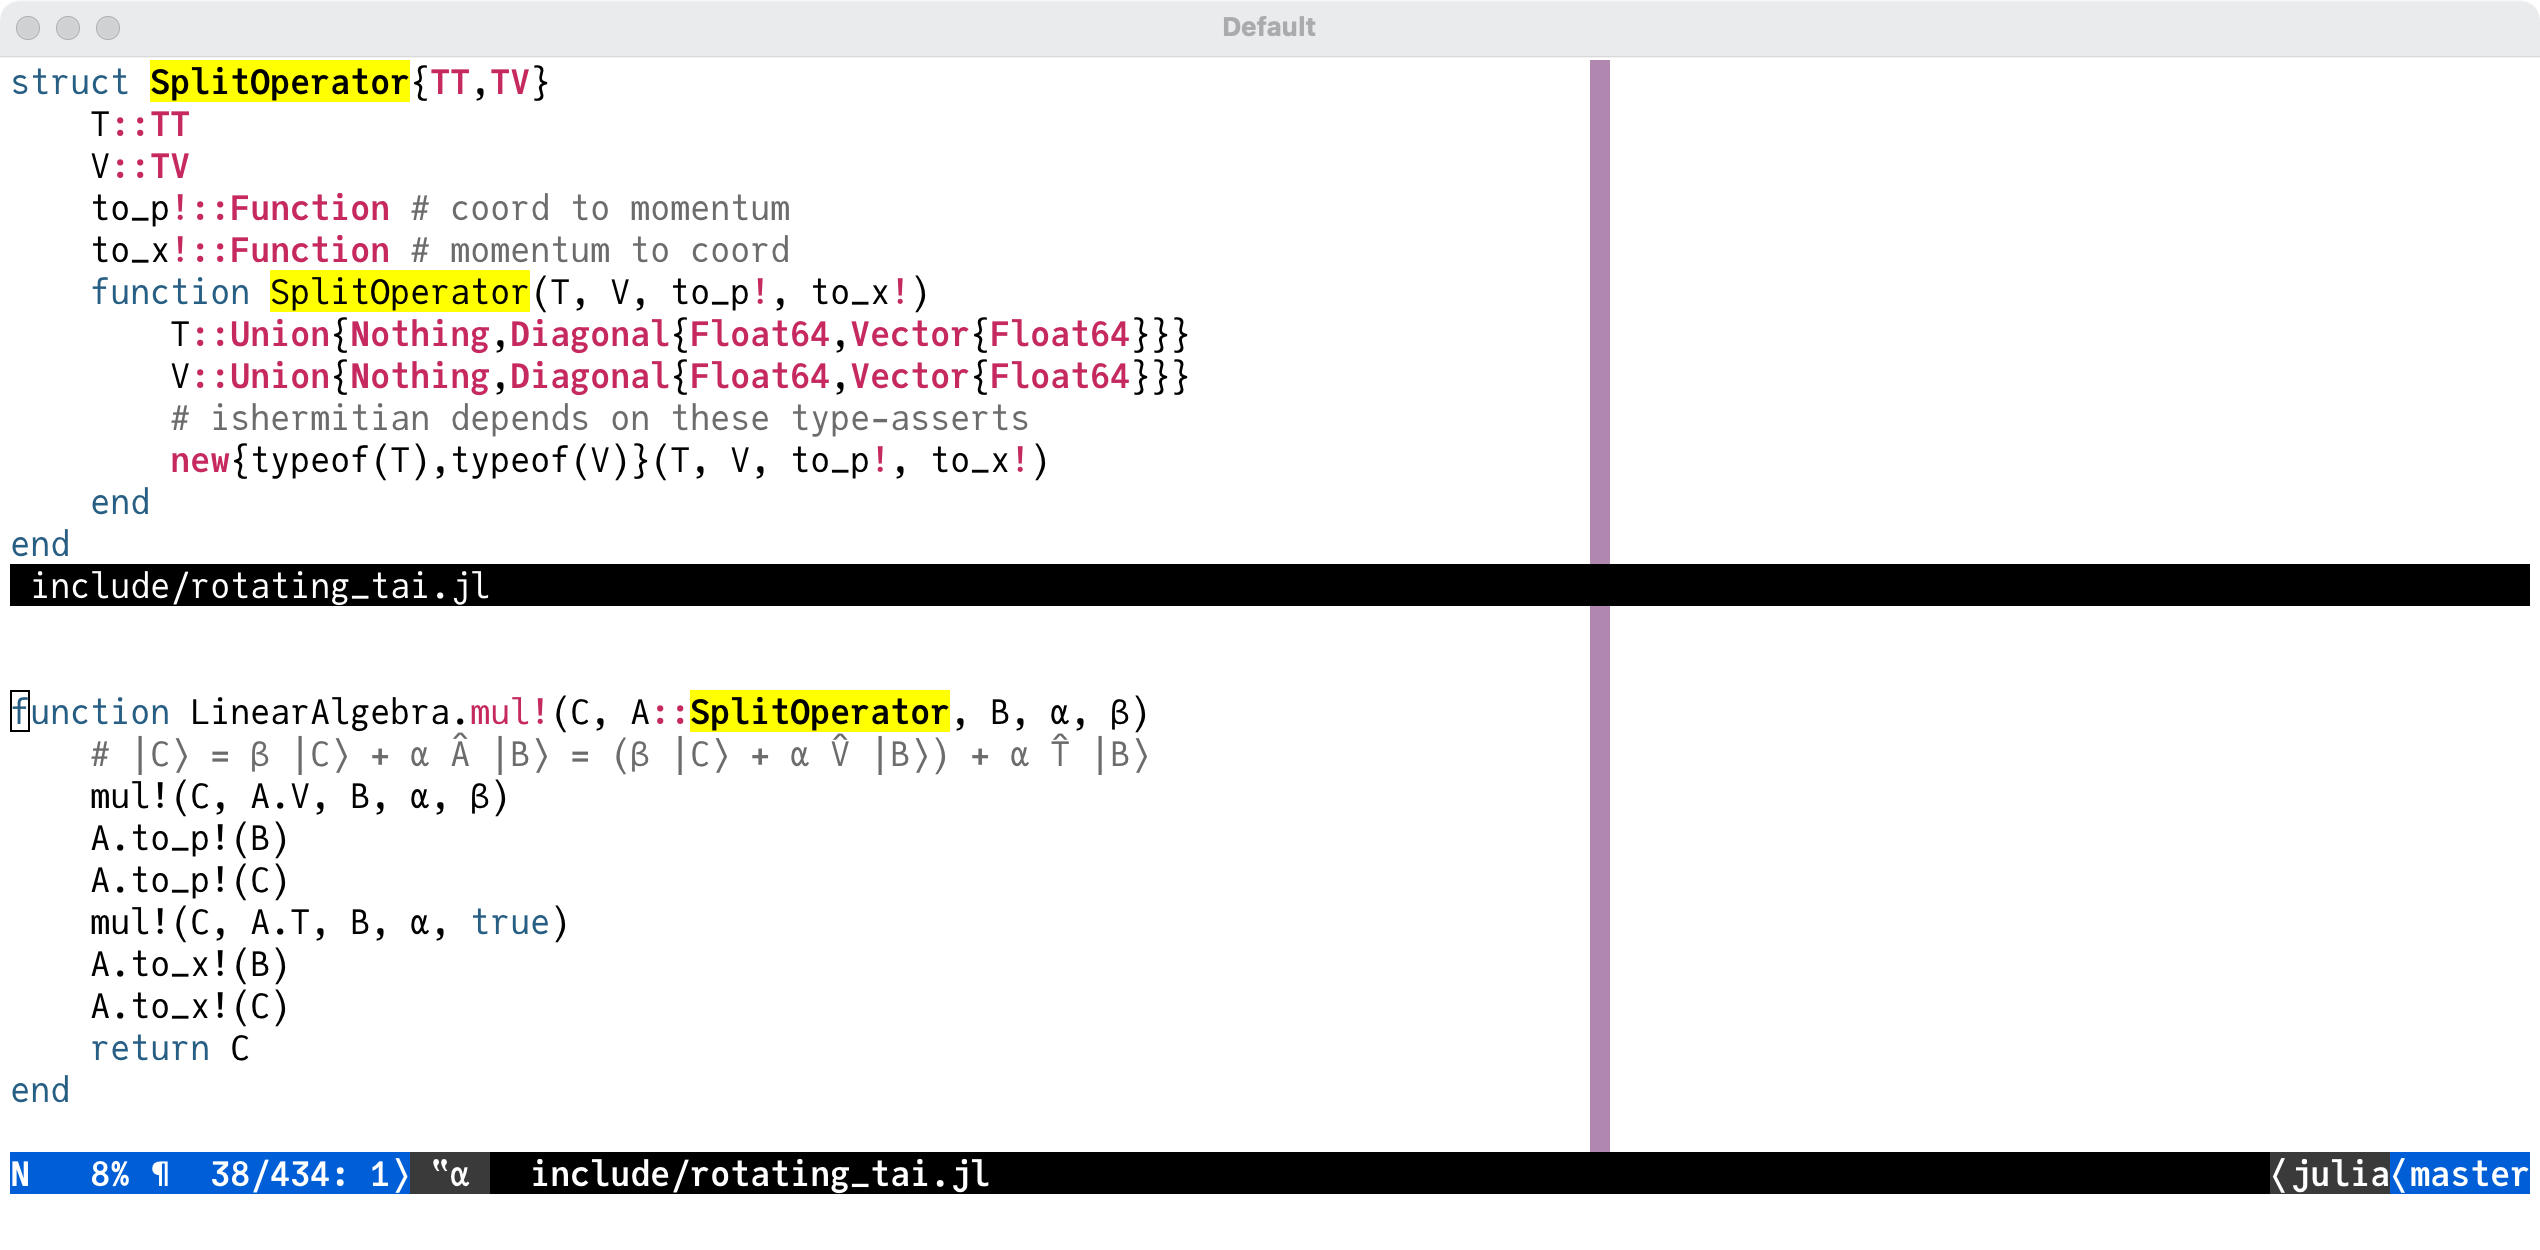 Default
struct SplitOperator{TT,TV}
    T::TT
    V::TV
    to_p!::Function # coord to momentum
    to_x!::Function # momentum to coord
    function SplitOperator(T, V, to_p!, to_x!)
        T::Union{Nothing,Diagonal{Float64,Vector{Float64}}}
        V::Union{Nothing,Diagonal{Float64,Vector{Float64}}}
        # ishermitian depends on these type-asserts
        new{typeof(T),typeof(V)}(T, V, to_p!, to_x!)
    end
end
include/rotating_tai.jl
function LinearAlgebra.mul!(C, A::SplitOperator, B, α, β)
    # |C⟩ = β |C⟩ + α Â |B⟩ = (β |C⟩ + α V̂ |B⟩) + α T̂ |B⟩
    mul!(C, A.V, B, α, β)
    A.to_p!(B)
    A.to_p!(C)
    mul!(C, A.T, B, α, true)
    A.to_x!(B)
    A.to_x!(C)
    return C
end
N   8% ¶  38/434: 1⟩ ‟α   include/rotating_tai.jl ⟨julia⟨master